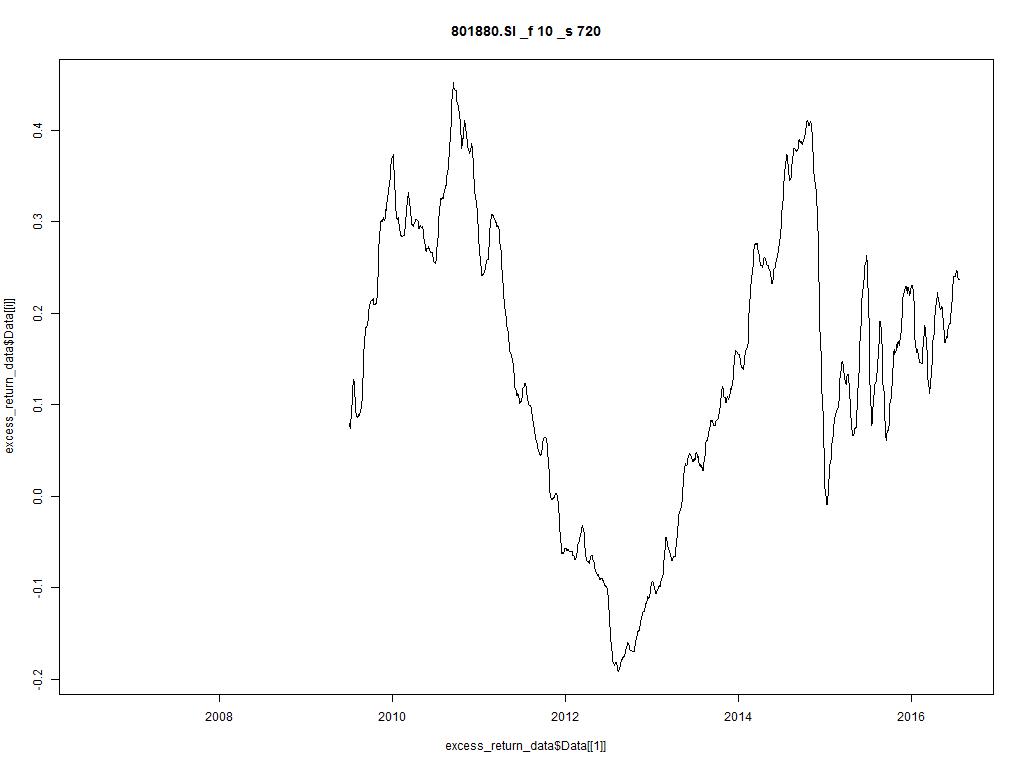 801880.SI _f 10 _s 720
excess_return_data$Data[[i]]
0.4
0.3
0.2
0.1
0.0
-0.1
-0.2
2008 2010 2012 2014 2016
excess_return_data$Data[[1]]